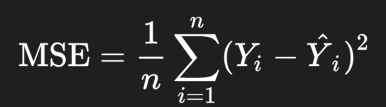 MSE = \frac{1}{n} \sum_{i=1}^{n} (Y_i - \hat{Y}_i)^2